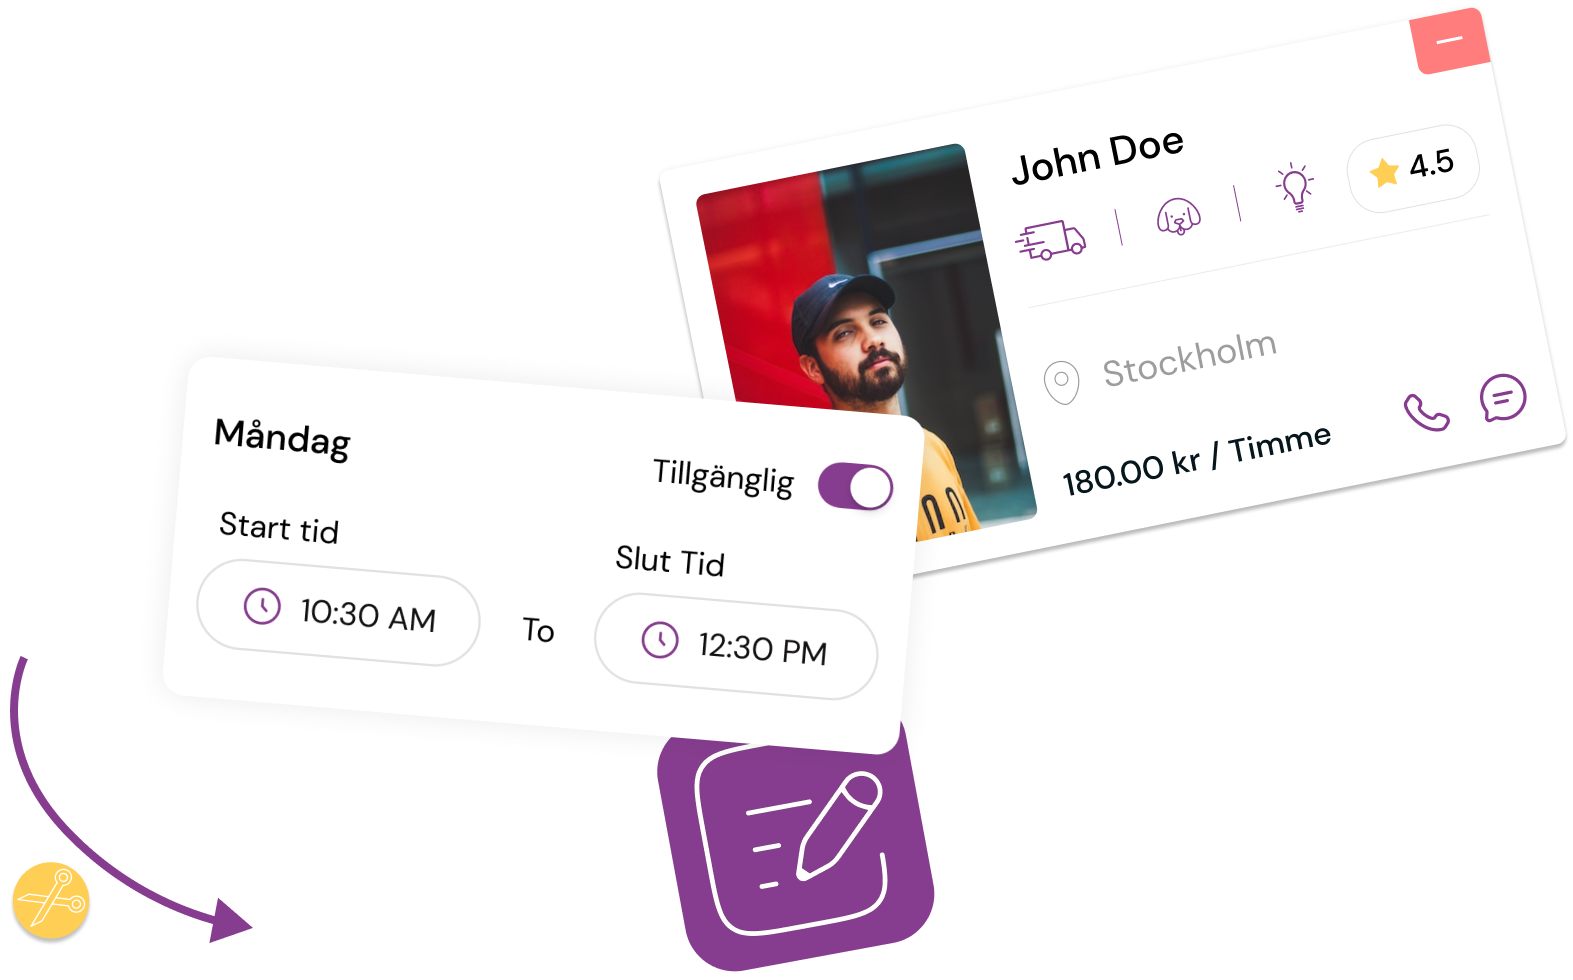 John Doe
4.5
Stockholm
180.00 kr / Timme
Måndag
Tillgänglig
Start tid
Slut Tid
10:30 AM
To
12:30 PM